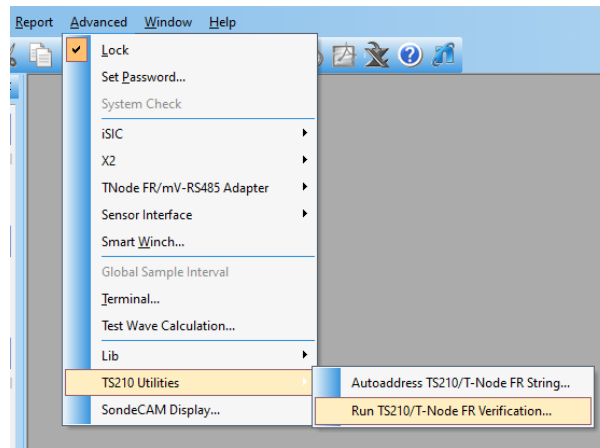 Report Advanced Window Help
Lock
Set Password...
System Check
iSIC
X2
TNode FR/mV-RS485 Adapter
Sensor Interface
Smart Winch...
Global Sample Interval
Terminal...
Test Wave Calculation...
Lib
TS210 Utilities
Autoaddress TS210/T-Node FR String...
SondeCAM Display...
Run TS210/T-Node FR Verification...